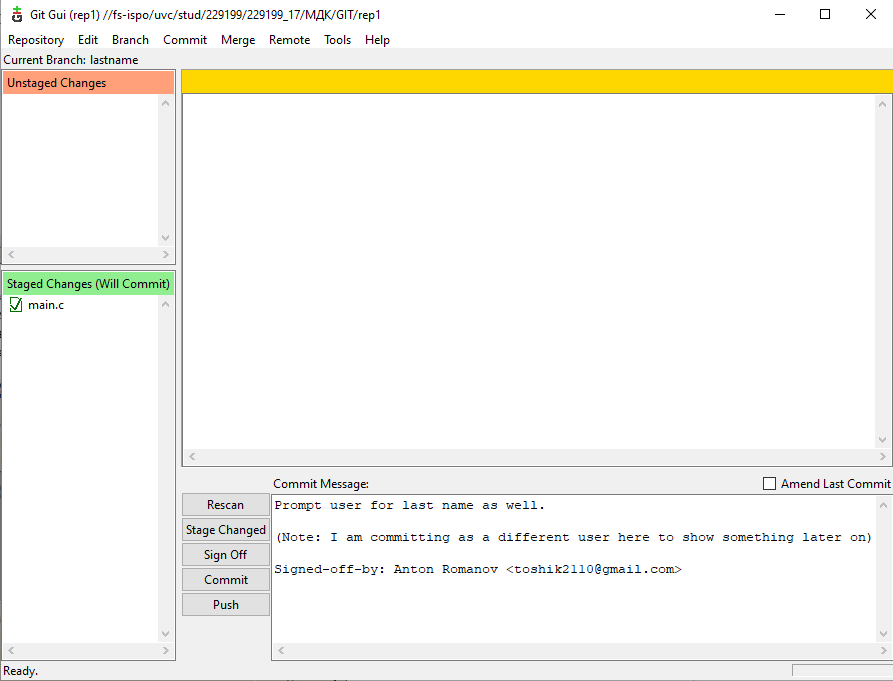 Git Gui (rep1) //fs-ispo/uvc/stud/229199/229199_17/МДК/GIT/rep1
Repository Edit Branch Commit Merge Remote Tools Help
Current Branch: lastname
Unstaged Changes
Staged Changes (Will Commit)
main.c
Commit Message:
Amend Last Commit
Rescan
Stage Changed
Sign Off
Commit
Push
Prompt user for last name as well.
(Note: I am committing as a different user here to show something later on)
Signed-off-by: Anton Romanov <toshik2110@gmail.com>
Ready.